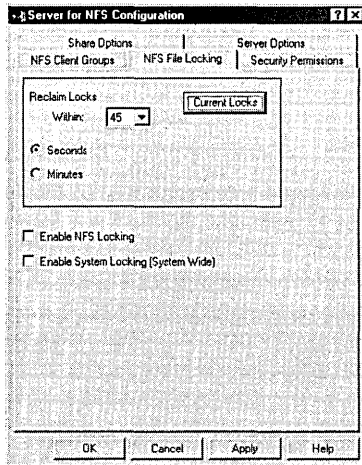 Server for NFS Configuration
Share Options
Server Options
NFS Client Groups
NFS File Locking
Security Permissions
Reclaim Locks
Within:
45
Current Locks
Seconds
Minutes
Enable NFS Locking
Enable System Locking (System Wide)
OK
Cancel
Apply
Help